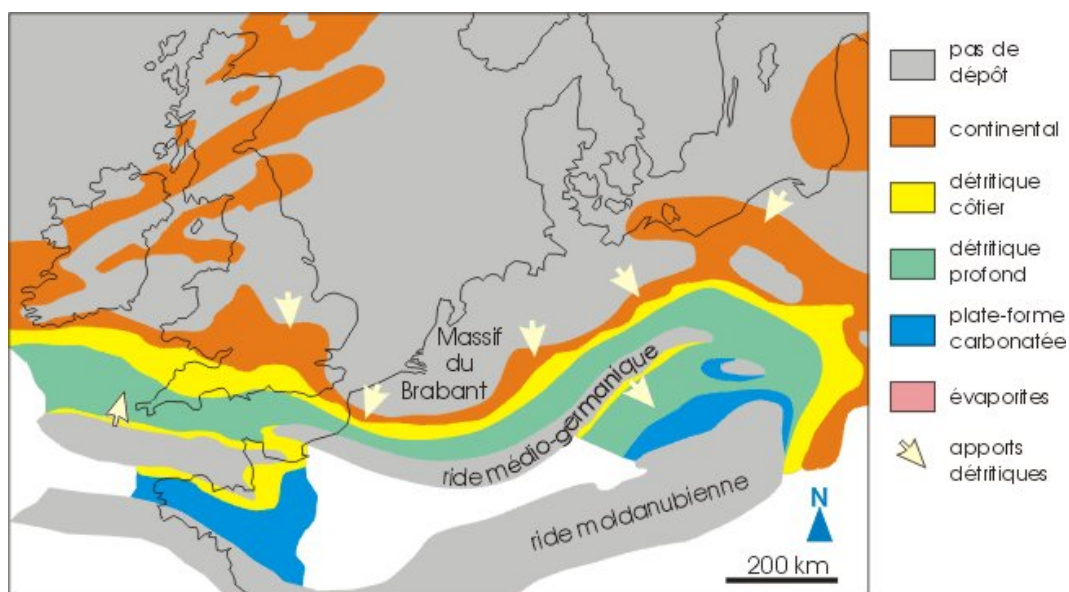 Massif
du
Brabant
ride médio-germanique
ride moldanubienne
N
200 km
pas de
dépôt
continental
détritique
côtier
détritique
profond
plate-forme
carbonatée
évaporites
apports
détritiques